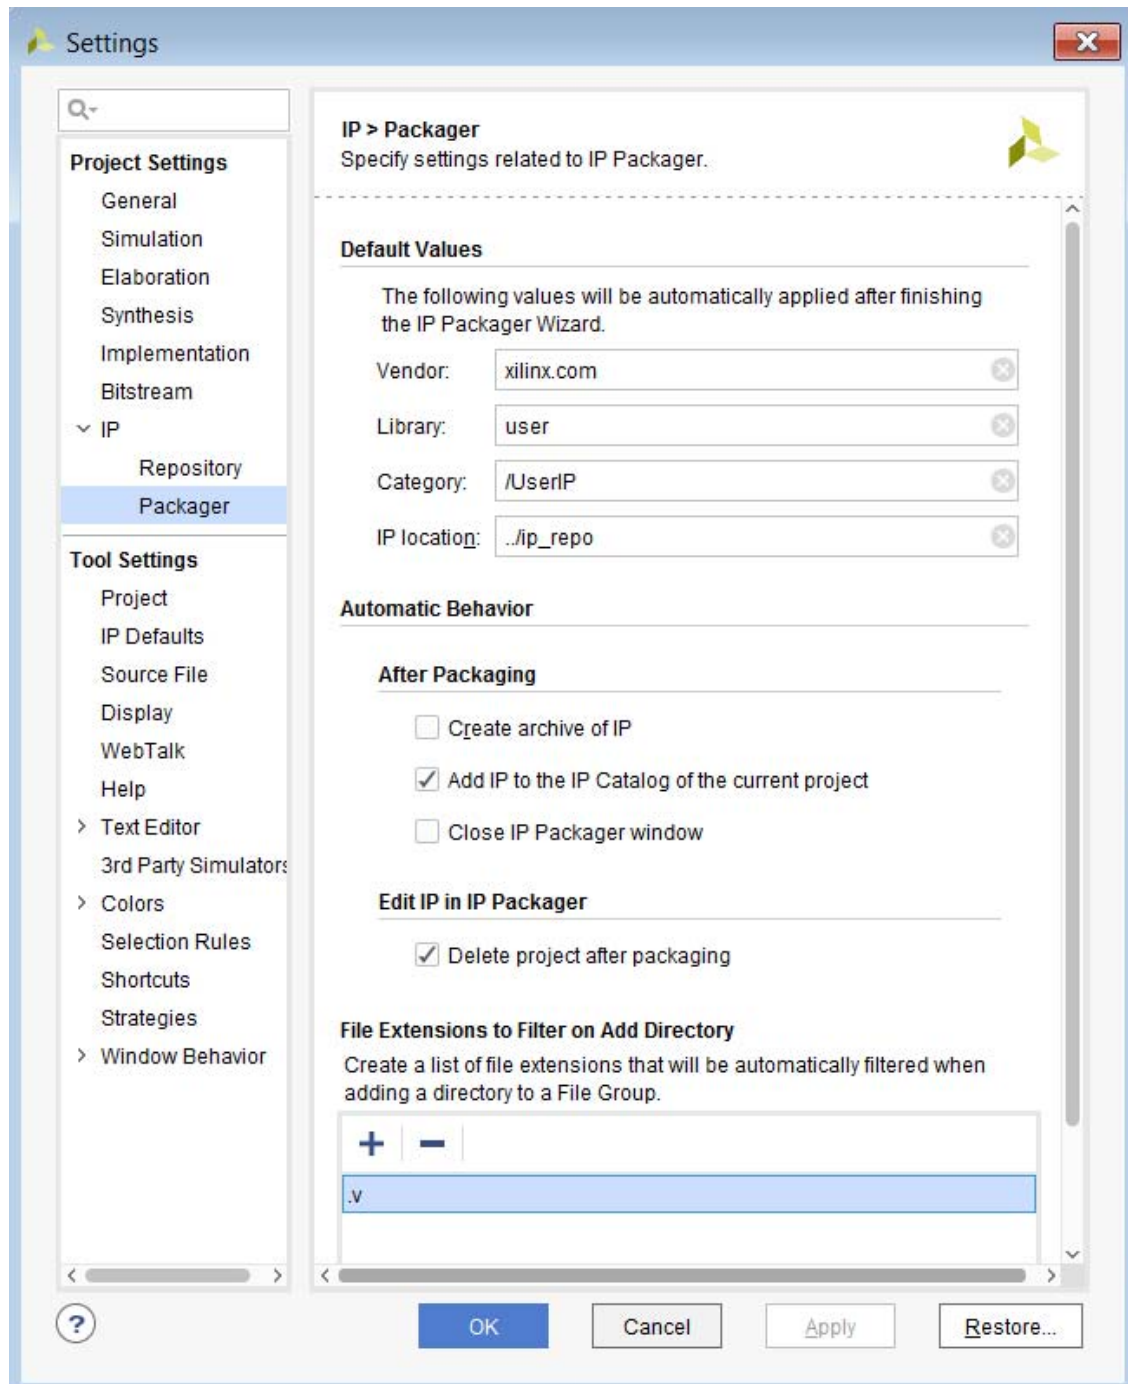 Settings
Project Settings
General
Simulation
Elaboration
Synthesis
Implementation
Bitstream
IP
Repository
Packager
Tool Settings
Project
IP Defaults
Source File
Display
WebTalk
Help
Text Editor
3rd Party Simulators
Colors
Selection Rules
Shortcuts
Strategies
Window Behavior
IP > Packager
Specify settings related to IP Packager.
Default Values
The following values will be automatically applied after finishing
the IP Packager Wizard.
Vendor: xilinx.com
Library: user
Category: /UserIP
IP location: ../ip_repo
Automatic Behavior
After Packaging
Create archive of IP
Add IP to the IP Catalog of the current project
Close IP Packager window
Edit IP in IP Packager
Delete project after packaging
File Extensions to Filter on Add Directory
Create a list of file extensions that will be automatically filtered when
adding a directory to a File Group.
.v
? OK Cancel Apply Restore...